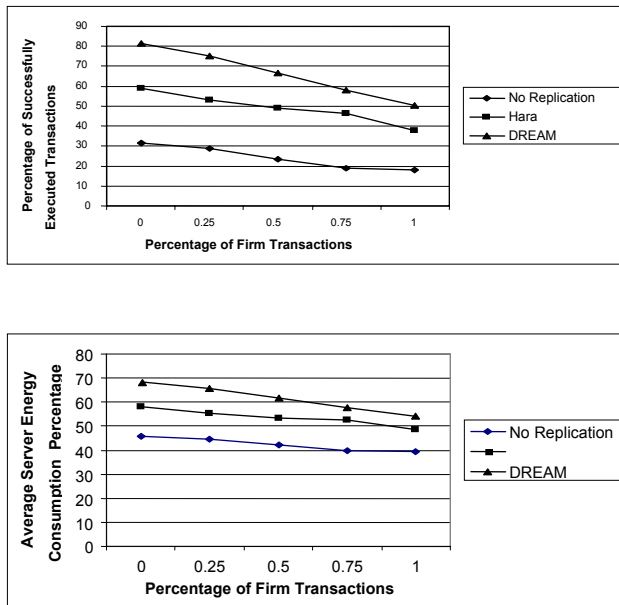 90
80
70
60
50
40
30
20
10
0
Percentage of Successfully
Executed Transactions
0 0.25 0.5 0.75 1
Percentage of Firm Transactions
No Replication
Hara
DREAM
80
70
60
50
40
30
20
10
0
Average Server Energy
Consumption Percentage
0 0.25 0.5 0.75 1
Percentage of Firm Transactions
No Replication
DREAM